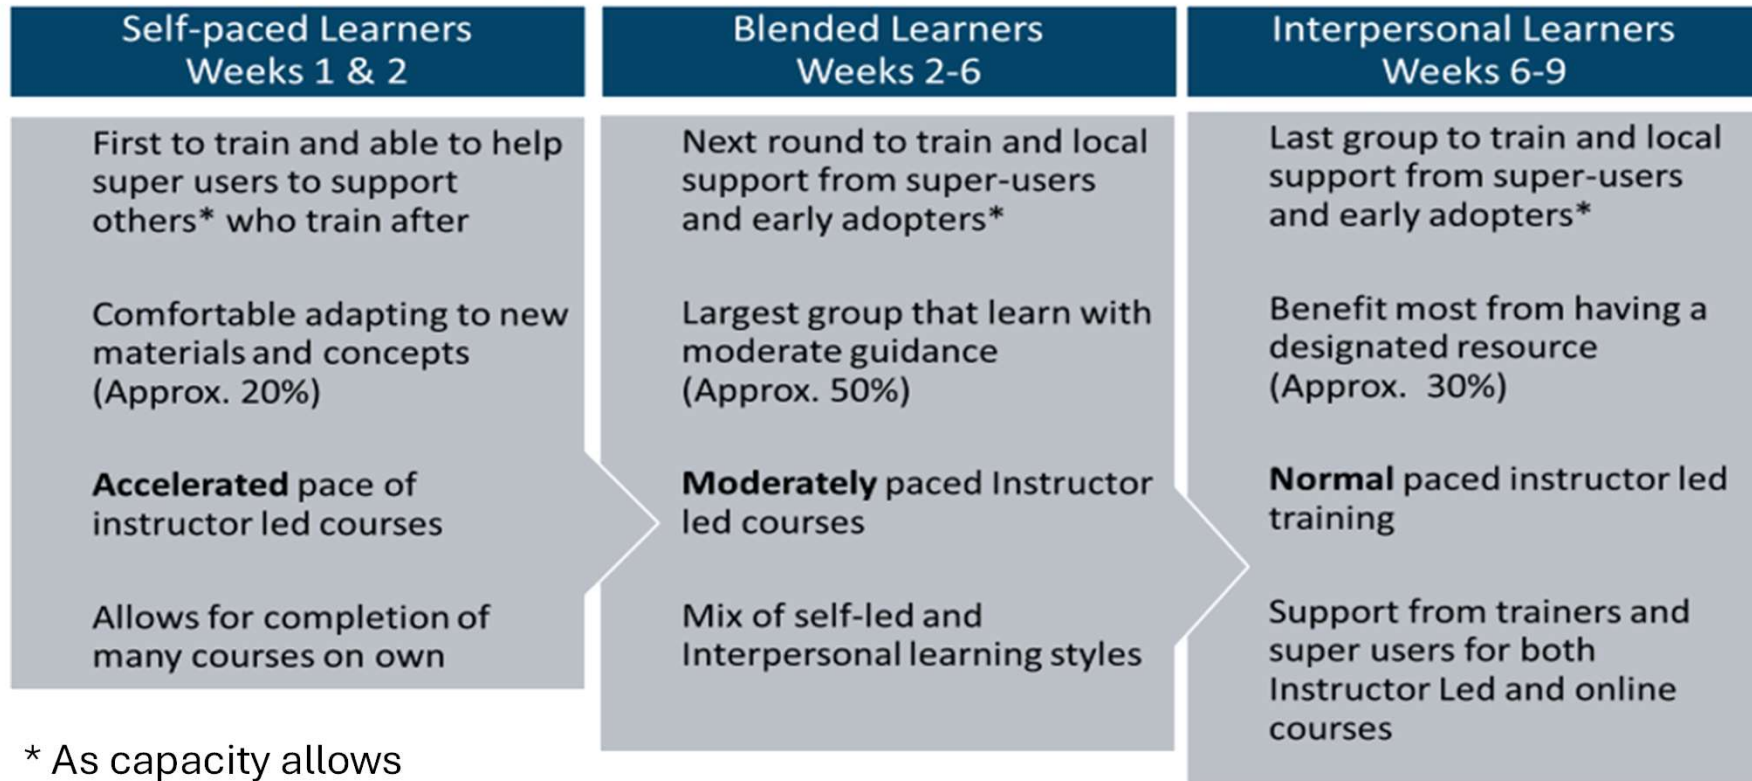 Self-paced Learners
Weeks 1 & 2
First to train and able to help
super users to support
others* who train after
Comfortable adapting to new
materials and concepts
(Approx. 20%)
Accelerated pace of
instructor led courses
Allows for completion of
many courses on own
Blended Learners
Weeks 2-6
Next round to train and local
support from super-users
and early adopters*
Largest group that learn with
moderate guidance
(Approx. 50%)
Moderately paced Instructor
led courses
Mix of self-led and
Interpersonal learning styles
Interpersonal Learners
Weeks 6-9
Last group to train and local
support from super-users
and early adopters*
Benefit most from having a
designated resource
(Approx.  30%)
Normal paced instructor led
training
Support from trainers and
super users for both
Instructor Led and online
courses
* As capacity allows